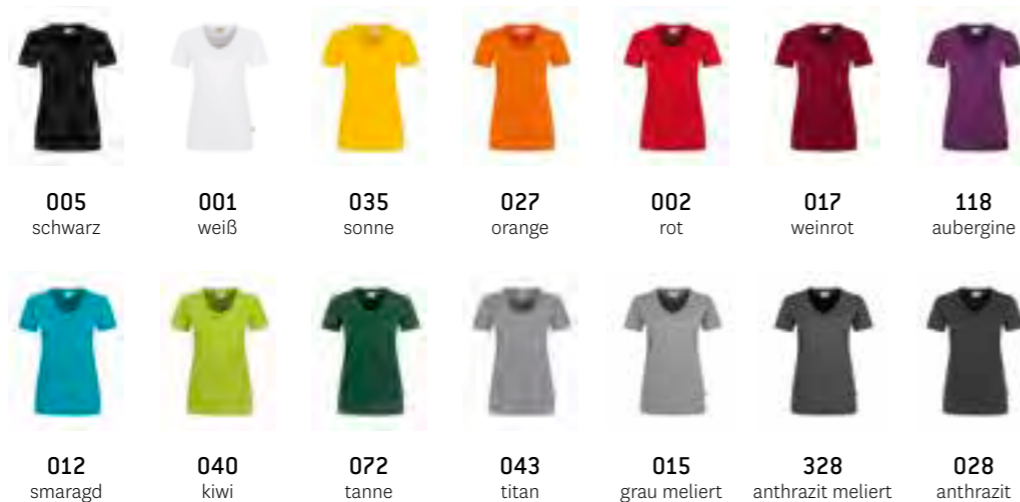 005 001 035 027 002 017 118
schwarz weiß sonne orange rot weinrot aubergine
012 040 072 043 015 328 028
smaragd kiwi tanne titan grau meliert anthrazit meliert anthrazit